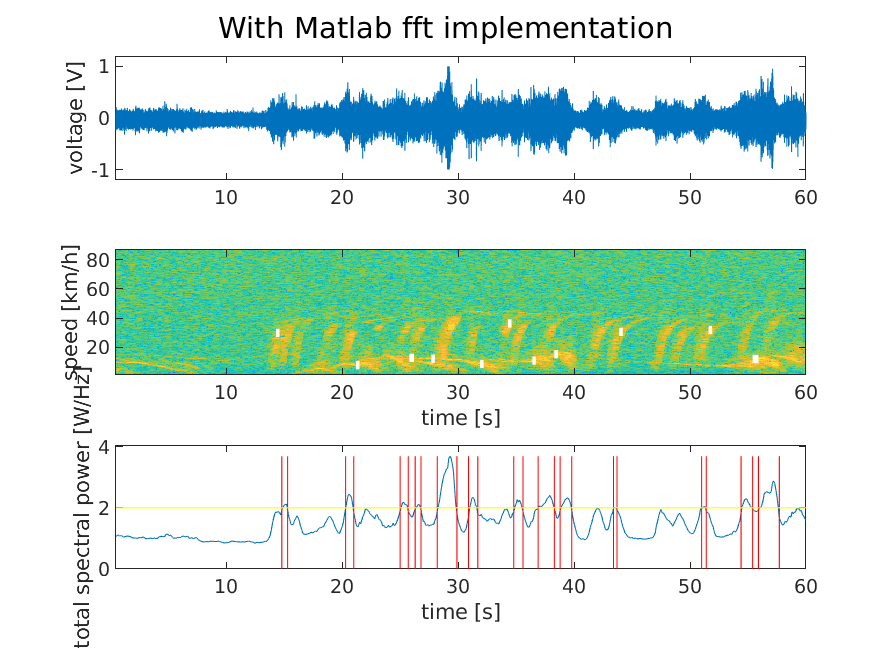 With Matlab fft implementation
voltage [V]
1
0
-1
10 20 30 40 50 60
speed [km/h]
80
60
40
20
10 20 30 40 50 60
time [s]
total spectral power [W/Hz]
4
2
0
10 20 30 40 50 60
time [s]